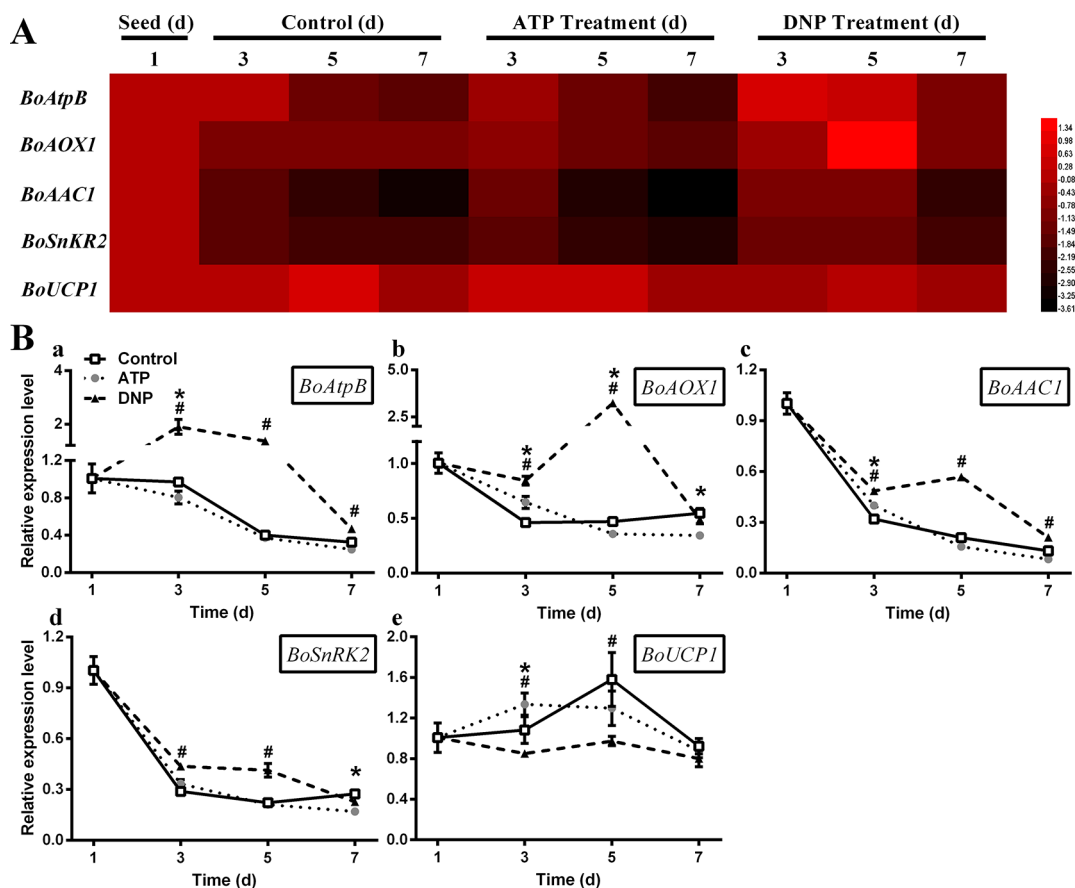 A
Seed (d) Control (d) ATP Treatment (d) DNP Treatment (d)
1 3 5 7 3 5 7 3 5 7
BoAtpB
BoAOX1
BoAAC1
BoSnKR2
BoUCP1
1.34
0.98
0.63
0.28
-0.08
-0.43
-0.78
-1.13
-1.49
-1.84
-2.19
-2.55
-2.90
-3.25
-3.61
B
a
Control
ATP
DNP
BoAtpB
Relative expression level
4
2
1.2
0.8
0.4
0
* #
#
#
1 3 5 7
Time (d)
b
BoAOX1
5.0
2.5
1.0
0.5
0.0
* #
* #
*
1 3 5 7
Time (d)
c
BoAAC1
1.2
0.9
0.6
0.3
0.0
* #
#
#
1 3 5 7
Time (d)
d
BoSnRK2
Relative expression level
1.2
0.9
0.6
0.3
0.0
#
#
*
1 3 5 7
Time (d)
e
BoUCP1
2.0
1.6
1.2
0.8
0.4
0.0
* #
#
1 3 5 7
Time (d)